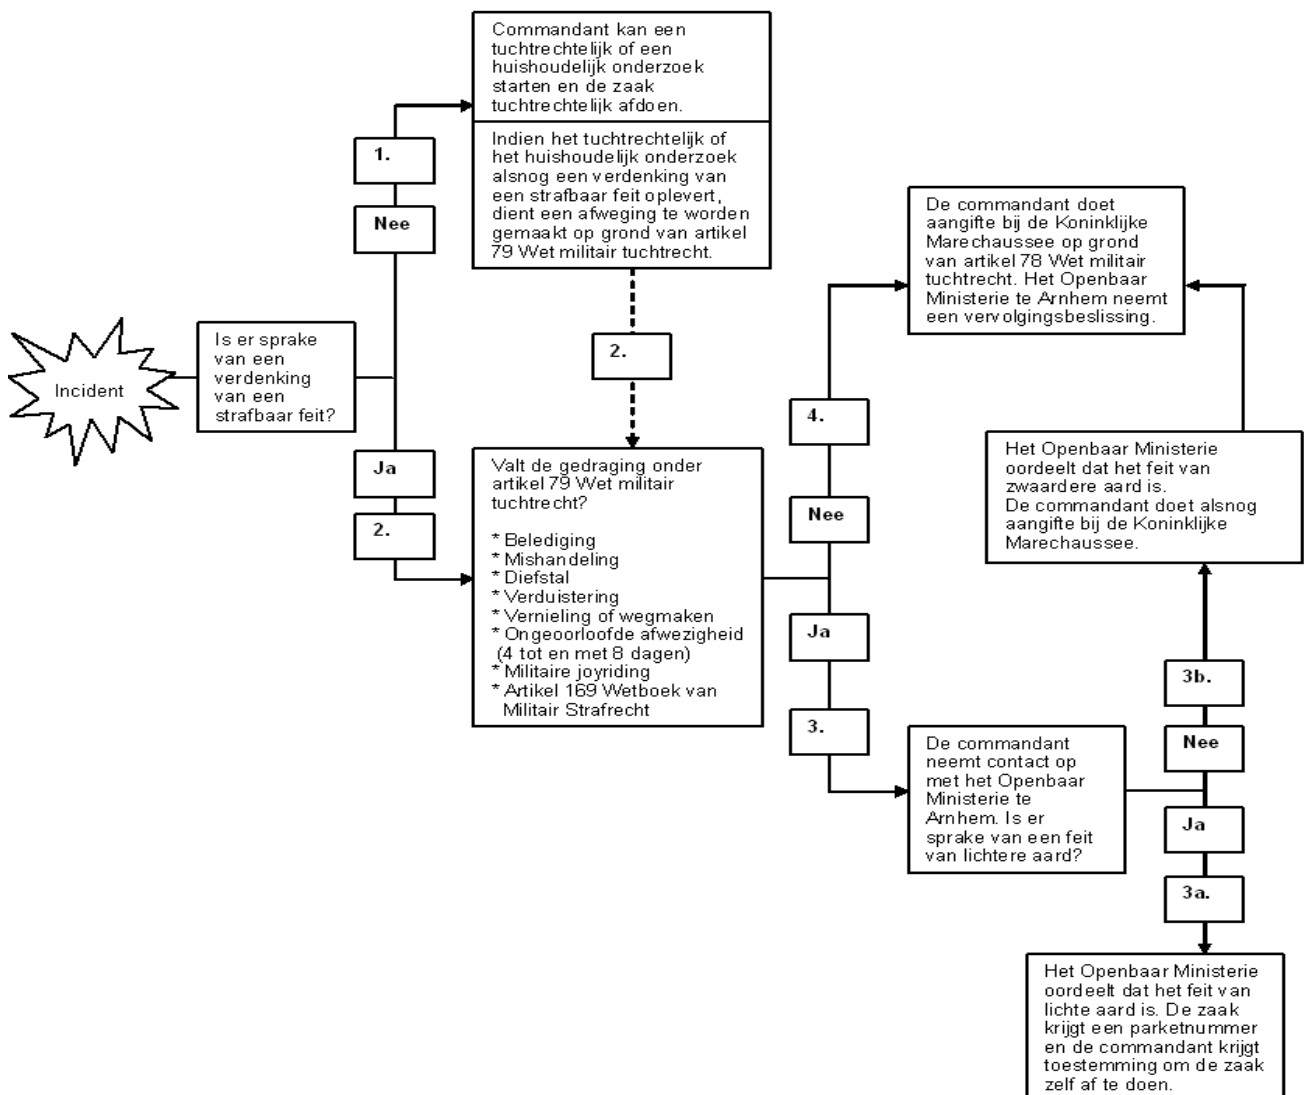 Commandant kan een
tuchtrechtelijk of een
huishoudelijk onderzoek
starten en de zaak
tuchtrechtelijk afdoen.
Indien het tuchtrechtelijk of
het huishoudelijk onderzoek
alsnog een verdenking van
een strafbaar feit oplevert,
dient een afweging te worden
gemaakt op grond van artikel
79 Wet militair tuchtrecht.
1.
Nee
Incident
Is er sprake
van een
verdenking
van een
strafbaar feit?
Ja
2.
2.
Valt de gedraging onder
artikel 79 Wet militair
tuchtrecht?
* Belediging
* Mishandeling
* Diefstal
* Verduistering
* Vernieling of wegmaken
* Ongeoorloofde afwezigheid
(4 tot en met 8 dagen)
* Militaire joyriding
* Artikel 169 Wetboek van
Militair Strafrecht
4.
Nee
Ja
3.
De commandant doet
aangifte bij de Koninklijke
Marechaussee op grond
van artikel 78 Wet militair
tuchtrecht. Het Openbaar
Ministerie te Arnhem neemt
een vervolgingsbeslissing.
Het Openbaar Ministerie
oordeelt dat het feit van
zwaardere aard is.
De commandant doet alsnog
aangifte bij de Koninklijke
Marechaussee.
De commandant
neemt contact op
met het Openbaar
Ministerie te
Arnhem. Is er
sprake van een feit
van lichtere aard?
3b.
Nee
Ja
3a.
Het Openbaar Ministerie
oordeelt dat het feit van
lichte aard is. De zaak
krijgt een parketnummer
en de commandant krijgt
toestemming om de zaak
zelf af te doen.